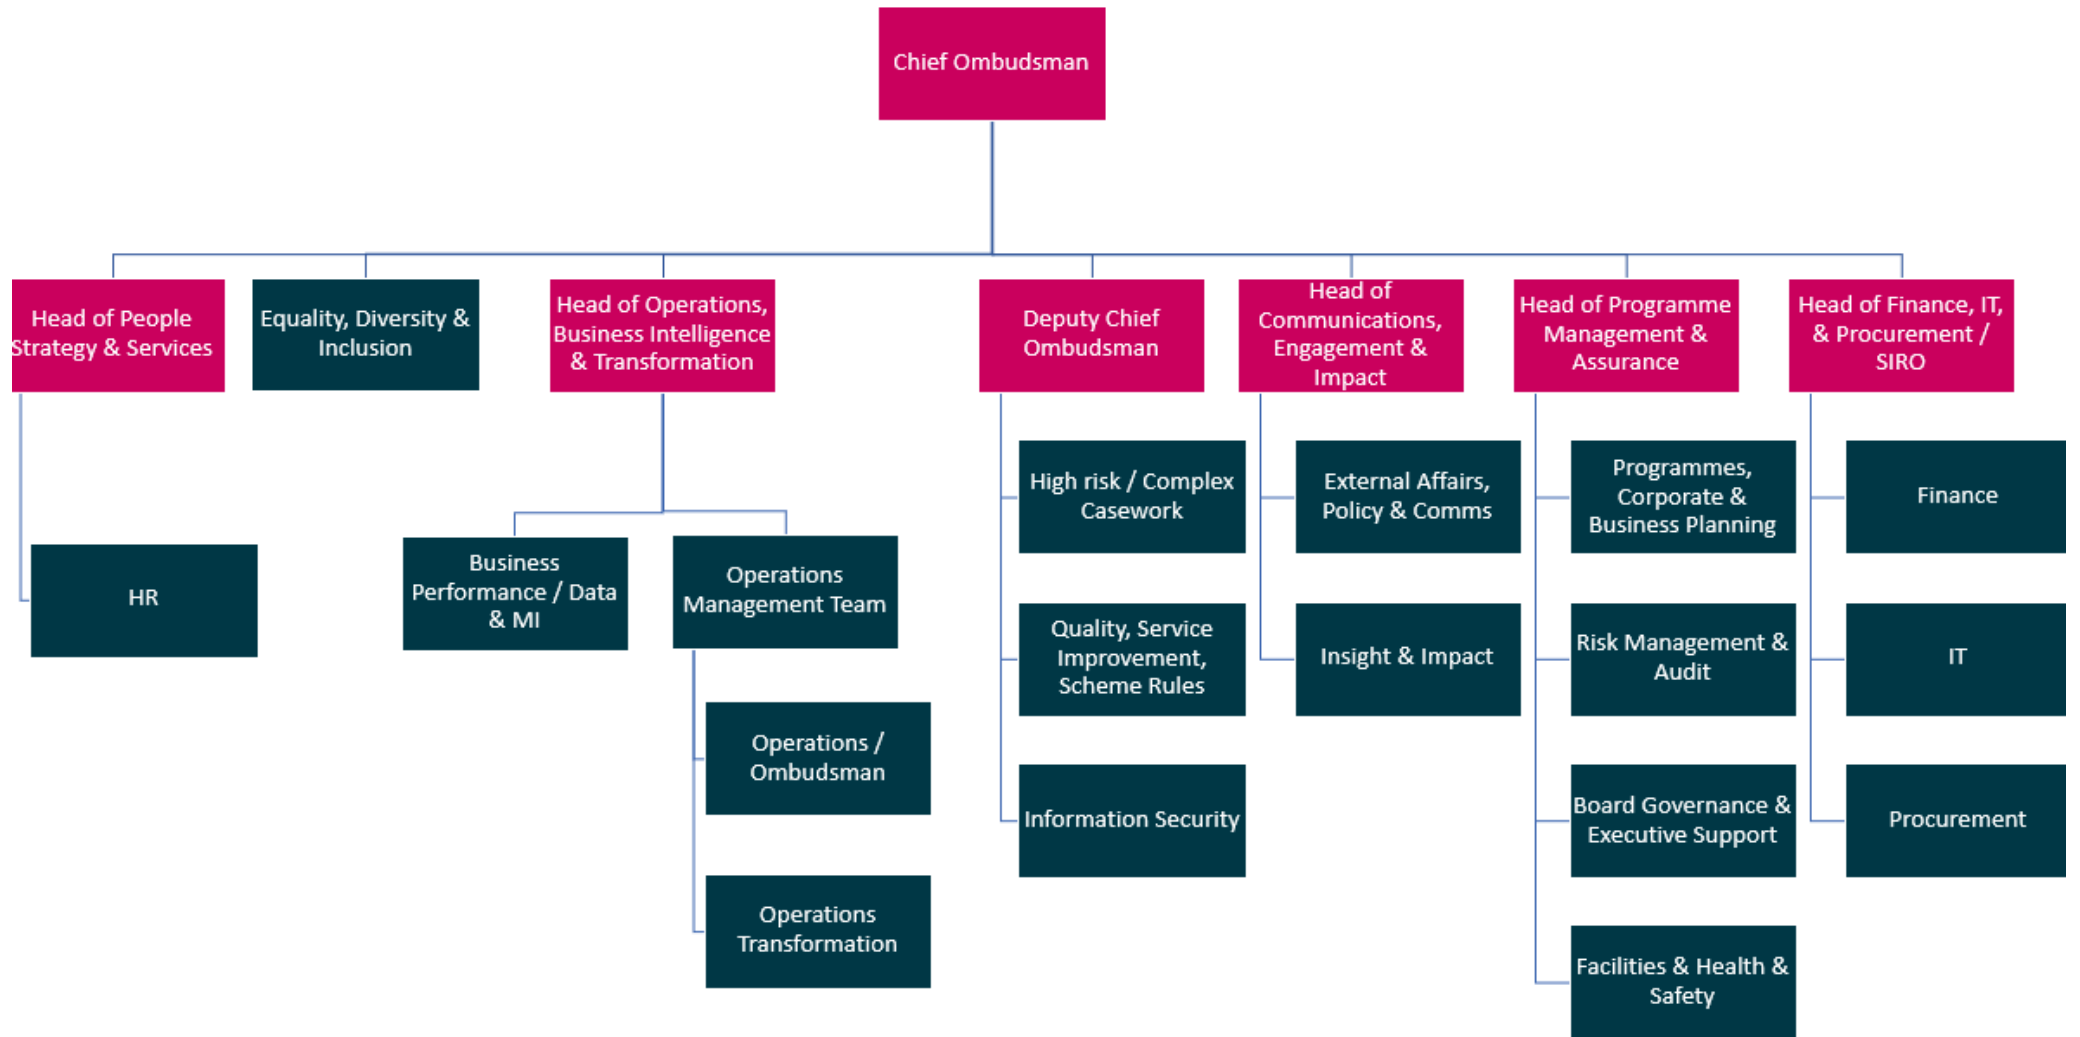 Chief Ombudsman
Head of People
Strategy & Services
Equality, Diversity &
Inclusion
Head of Operations,
Business Intelligence
& Transformation
Deputy Chief
Ombudsman
Head of
Communications,
Engagement &
Impact
Head of Programme
Management &
Assurance
Head of Finance, IT,
& Procurement /
SIRO
HR
Business
Performance / Data
& MI
Operations
Management Team
Operations /
Ombudsman
Operations
Transformation
High risk / Complex
Casework
Quality, Service
Improvement,
Scheme Rules
Information Security
External Affairs,
Policy & Comms
Insight & Impact
Programmes,
Corporate &
Business Planning
Risk Management &
Audit
Board Governance &
Executive Support
Facilities & Health &
Safety
Finance
IT
Procurement